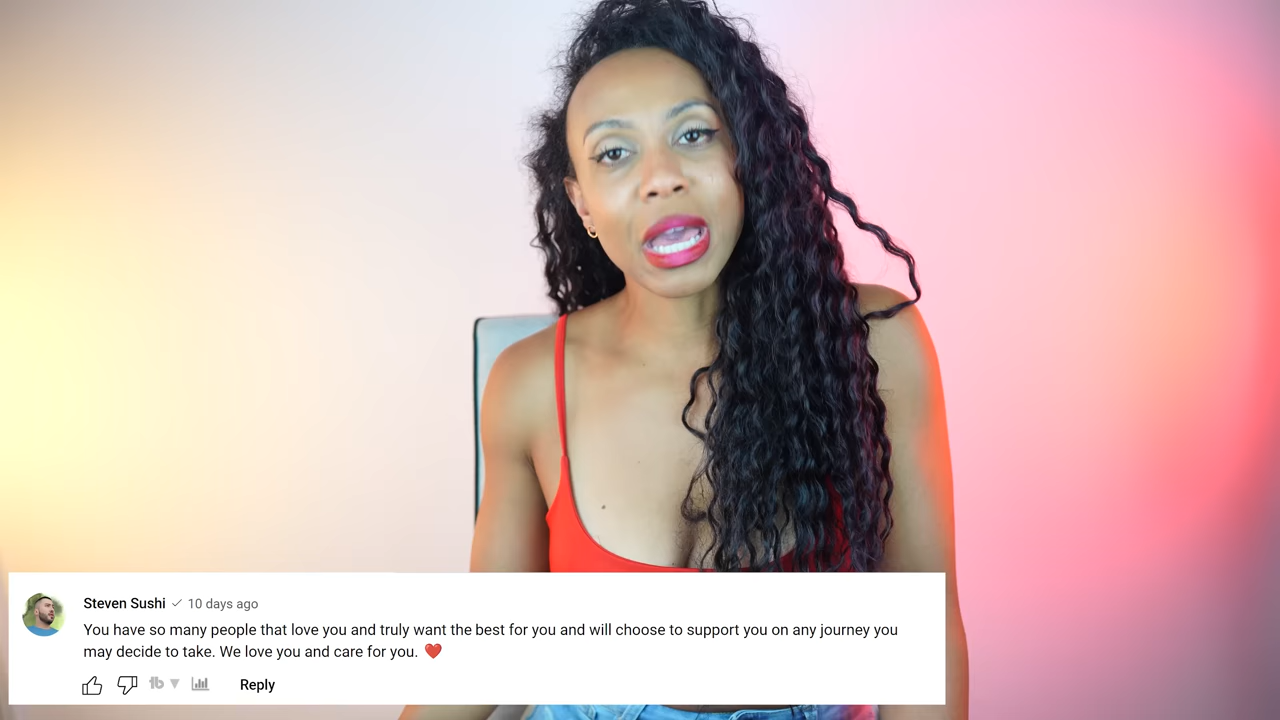 Steven Sushi 10 days ago
You have so many people that love you and truly want the best for you and will choose to support you on any journey you
may decide to take. We love you and care for you. ❤️
tb
Reply